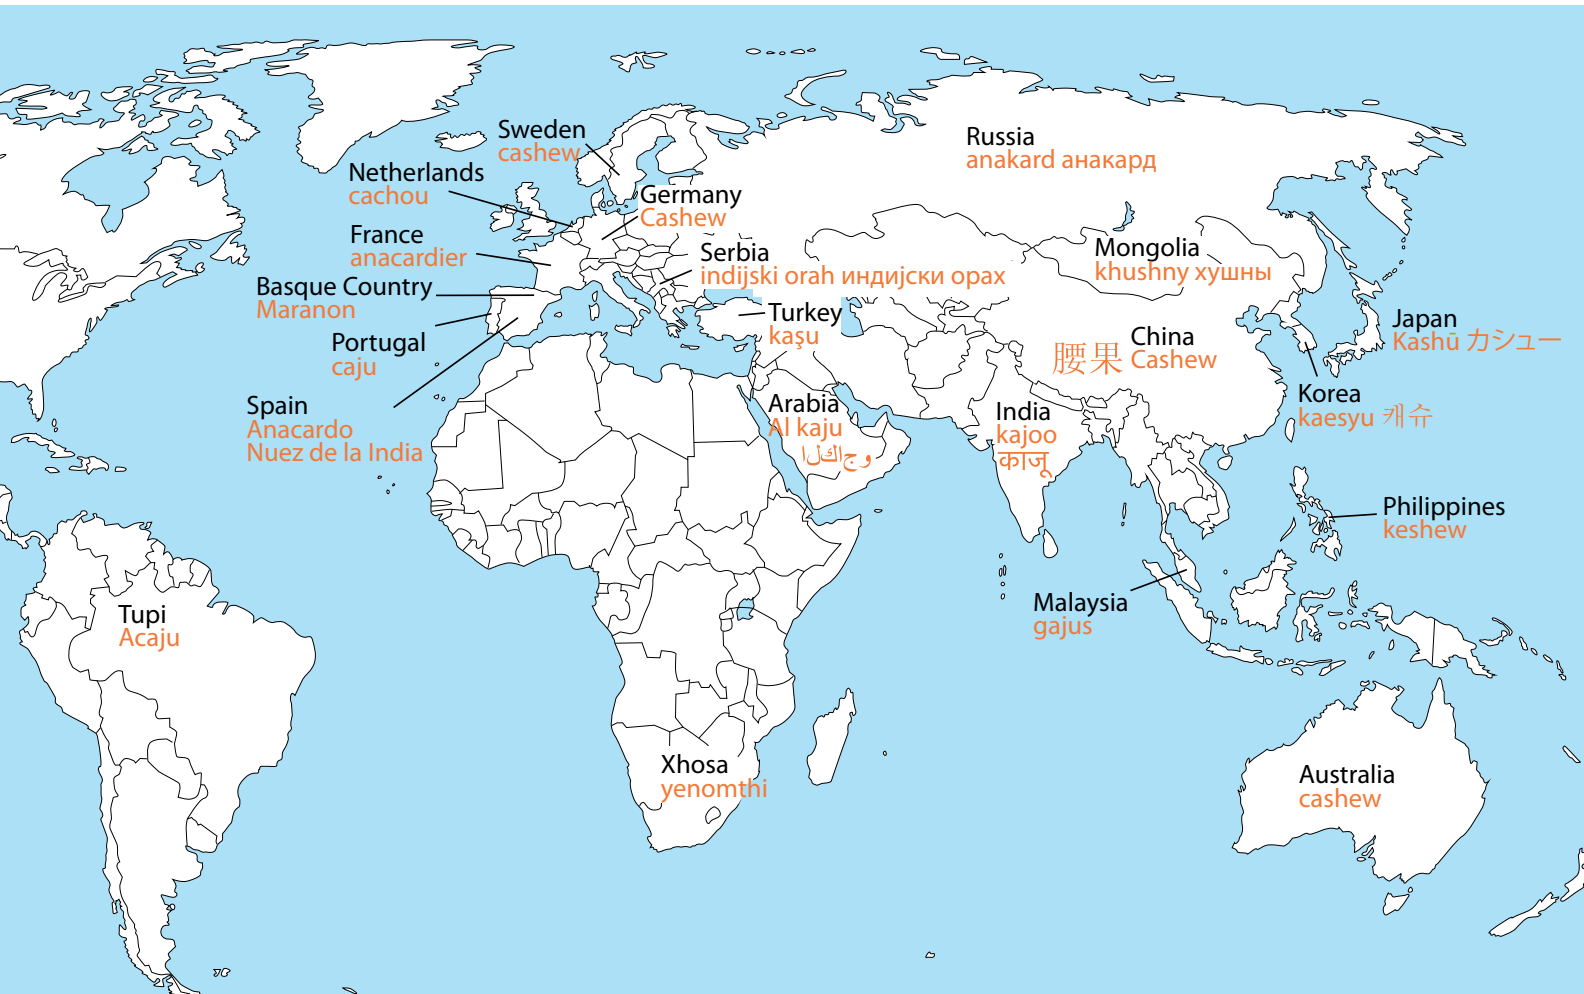 Sweden
cashew
Netherlands
cachou
Germany
Cashew
France
anacardier
Serbia
indijski orah индијски орах
Basque Country
Maranon
Portugal
caju
Spain
Anacardo
Nuez de la India
Turkey
kaşu
Russia
anakard анакард
Mongolia
khushny хушны
China
腰果 Cashew
Japan
Kashū カシュー
Korea
kaesyu 캐슈
Arabia
Al kaju
وجاكلا
India
kajoo
काजू
Philippines
keshew
Malaysia
gajus
Tupi
Acaju
Xhosa
yenomthi
Australia
cashew